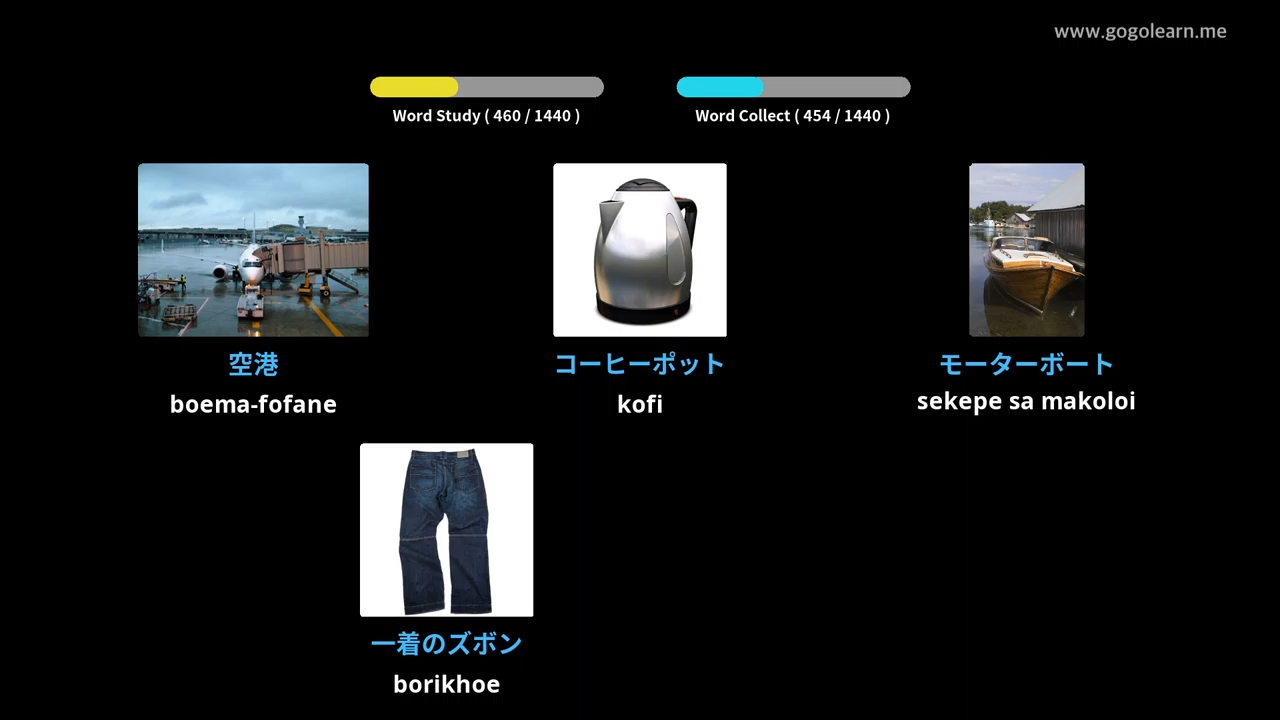 www.gogolearn.me
Word Study ( 460 / 1440 )
Word Collect ( 454 / 1440 )
空港
boema-fofane
コーヒーポット
kofi
モーターボート
sekepe sa makoloi
一着のズボン
borikhoe